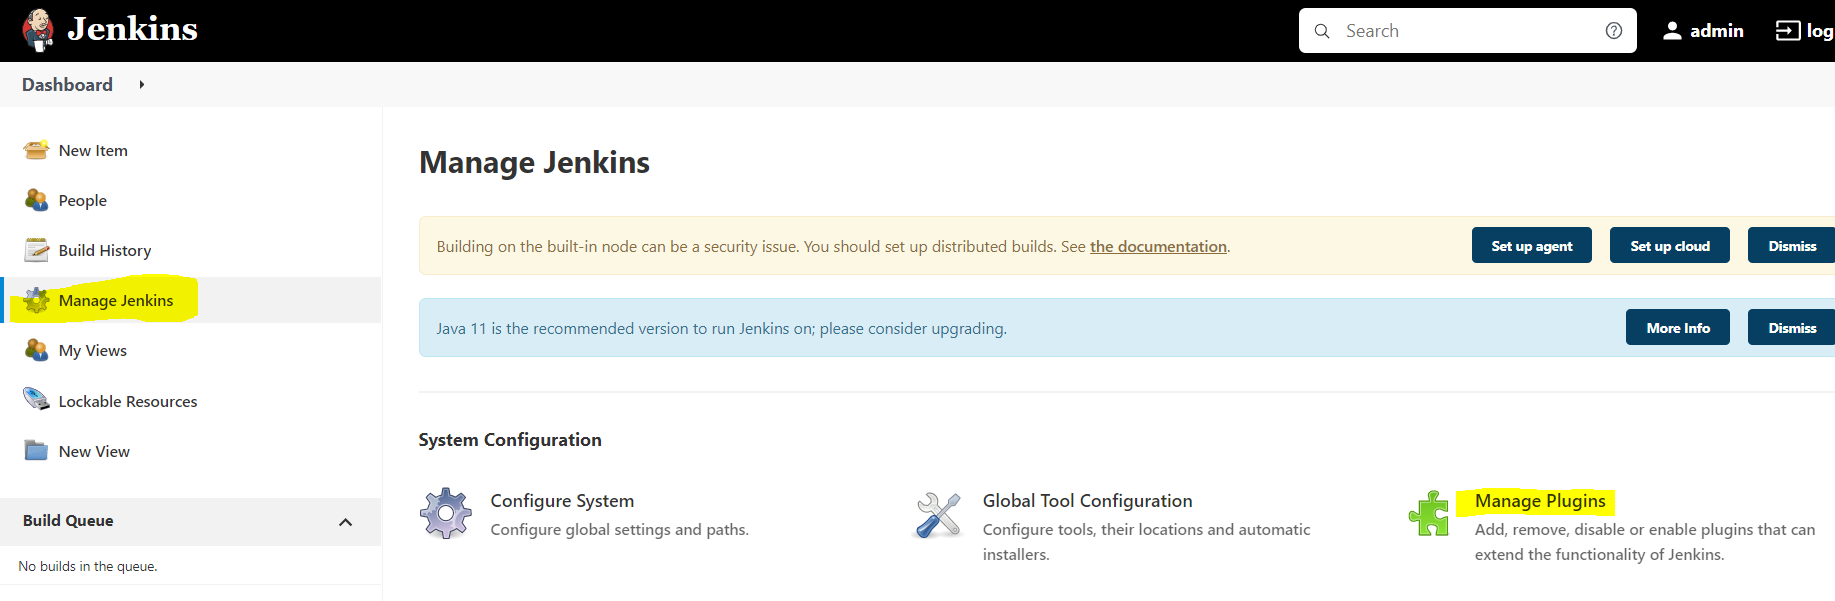 Jenkins
Search
admin
log
Dashboard
New Item
People
Build History
Manage Jenkins
My Views
Lockable Resources
New View
Build Queue
No builds in the queue.
Manage Jenkins
Building on the built-in node can be a security issue. You should set up distributed builds. See the documentation.
Set up agent
Set up cloud
Dismiss
Java 11 is the recommended version to run Jenkins on; please consider upgrading.
More Info
Dismiss
System Configuration
Configure System
Configure global settings and paths.
Global Tool Configuration
Configure tools, their locations and automatic
installers.
Manage Plugins
Add, remove, disable or enable plugins that can
extend the functionality of Jenkins.